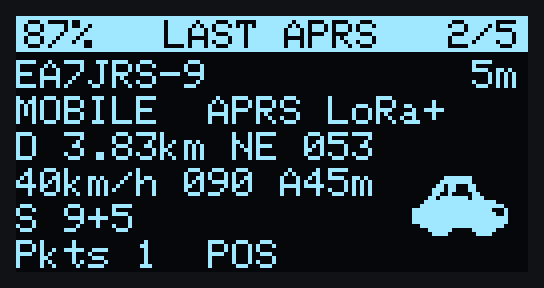 87% LAST APRS 2/5
EA7JRS-9 5m
MOBILE APRS LoRa+
D 3.83km NE 053
40km/h 090 A45m
S 9+5
Pkts 1 POS